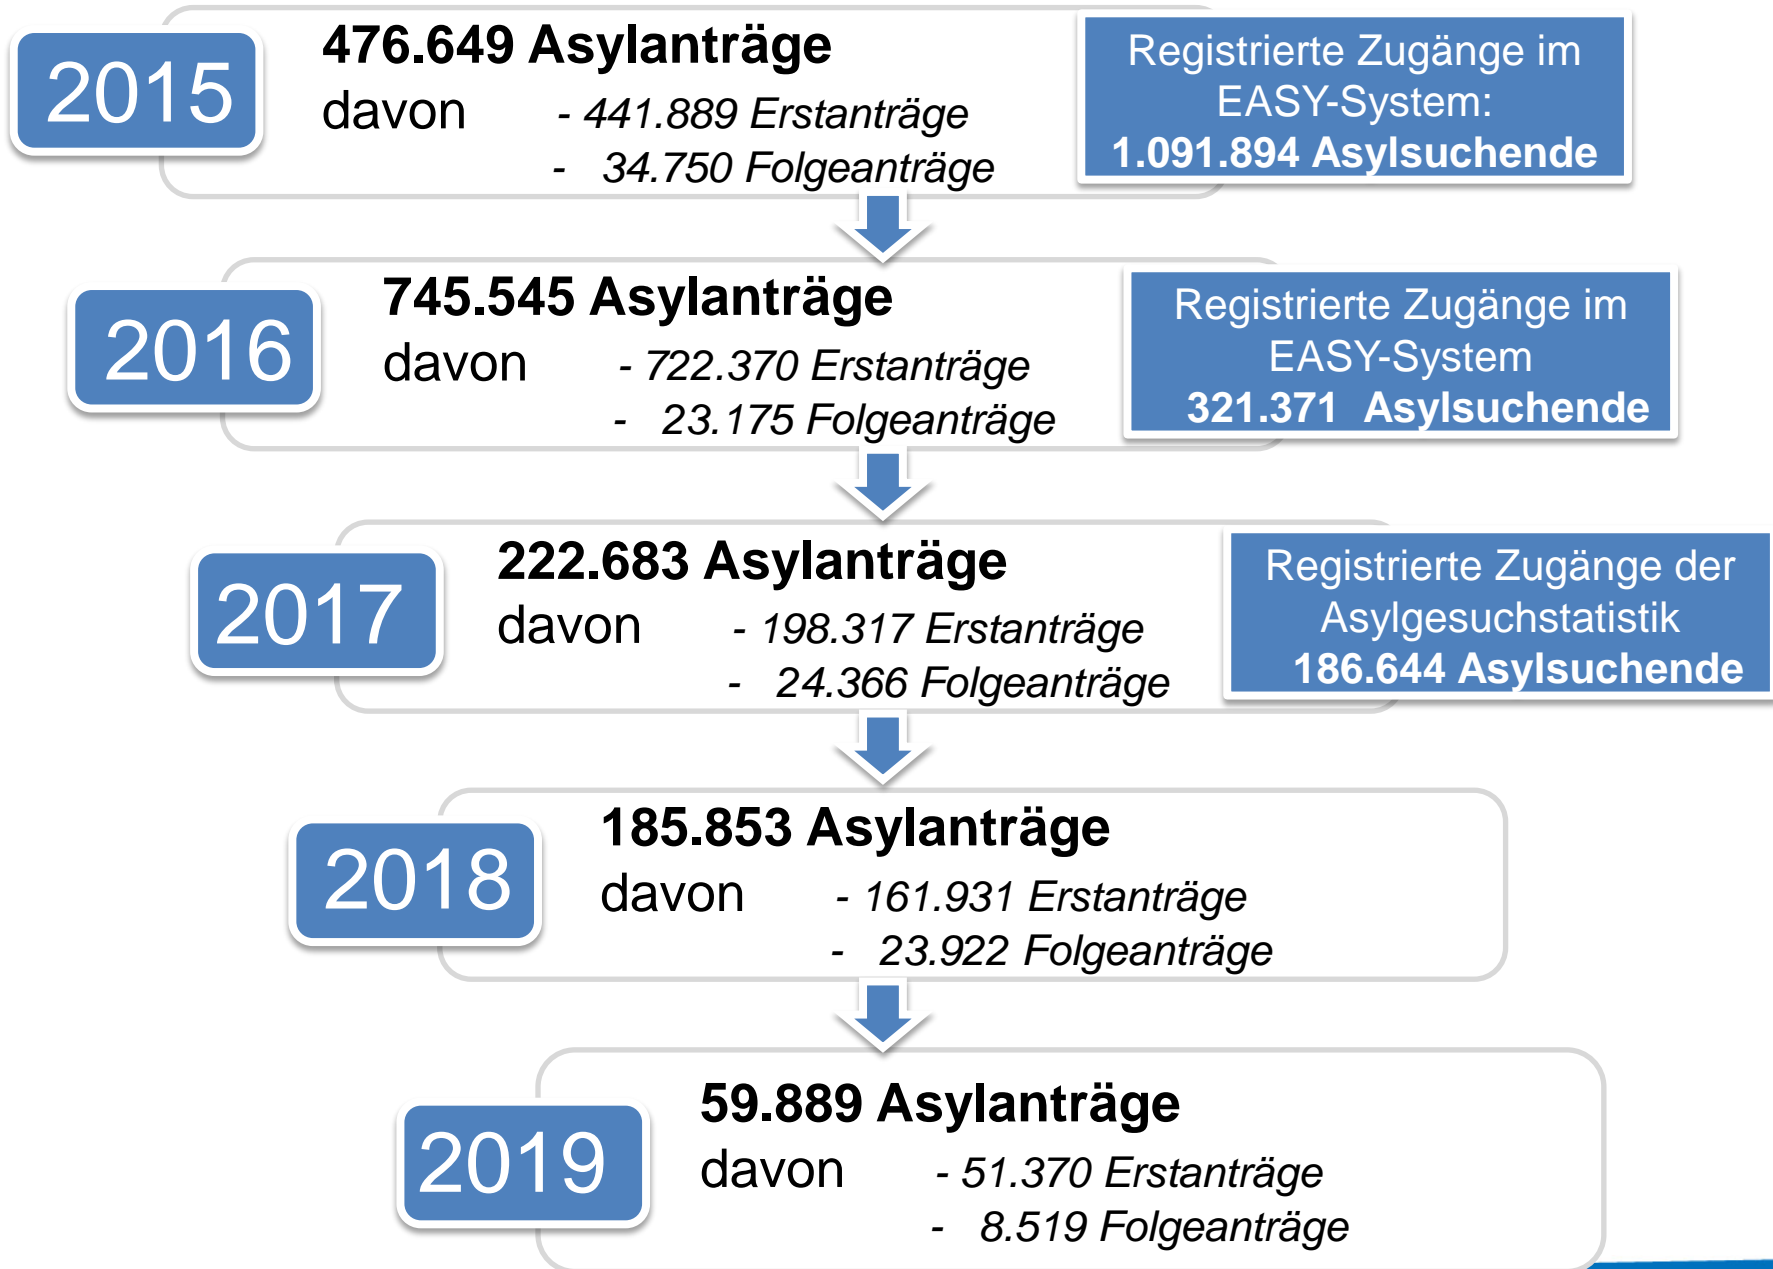 2015
476.649 Asylanträge
davon - 441.889 Erstanträge
- 34.750 Folgeanträge
Registrierte Zugänge im
EASY-System:
1.091.894 Asylsuchende
2016
745.545 Asylanträge
davon - 722.370 Erstanträge
- 23.175 Folgeanträge
Registrierte Zugänge im
EASY-System
321.371 Asylsuchende
2017
222.683 Asylanträge
davon - 198.317 Erstanträge
- 24.366 Folgeanträge
Registrierte Zugänge der
Asylgesuchstatistik
186.644 Asylsuchende
2018
185.853 Asylanträge
davon - 161.931 Erstanträge
- 23.922 Folgeanträge
2019
59.889 Asylanträge
davon - 51.370 Erstanträge
- 8.519 Folgeanträge